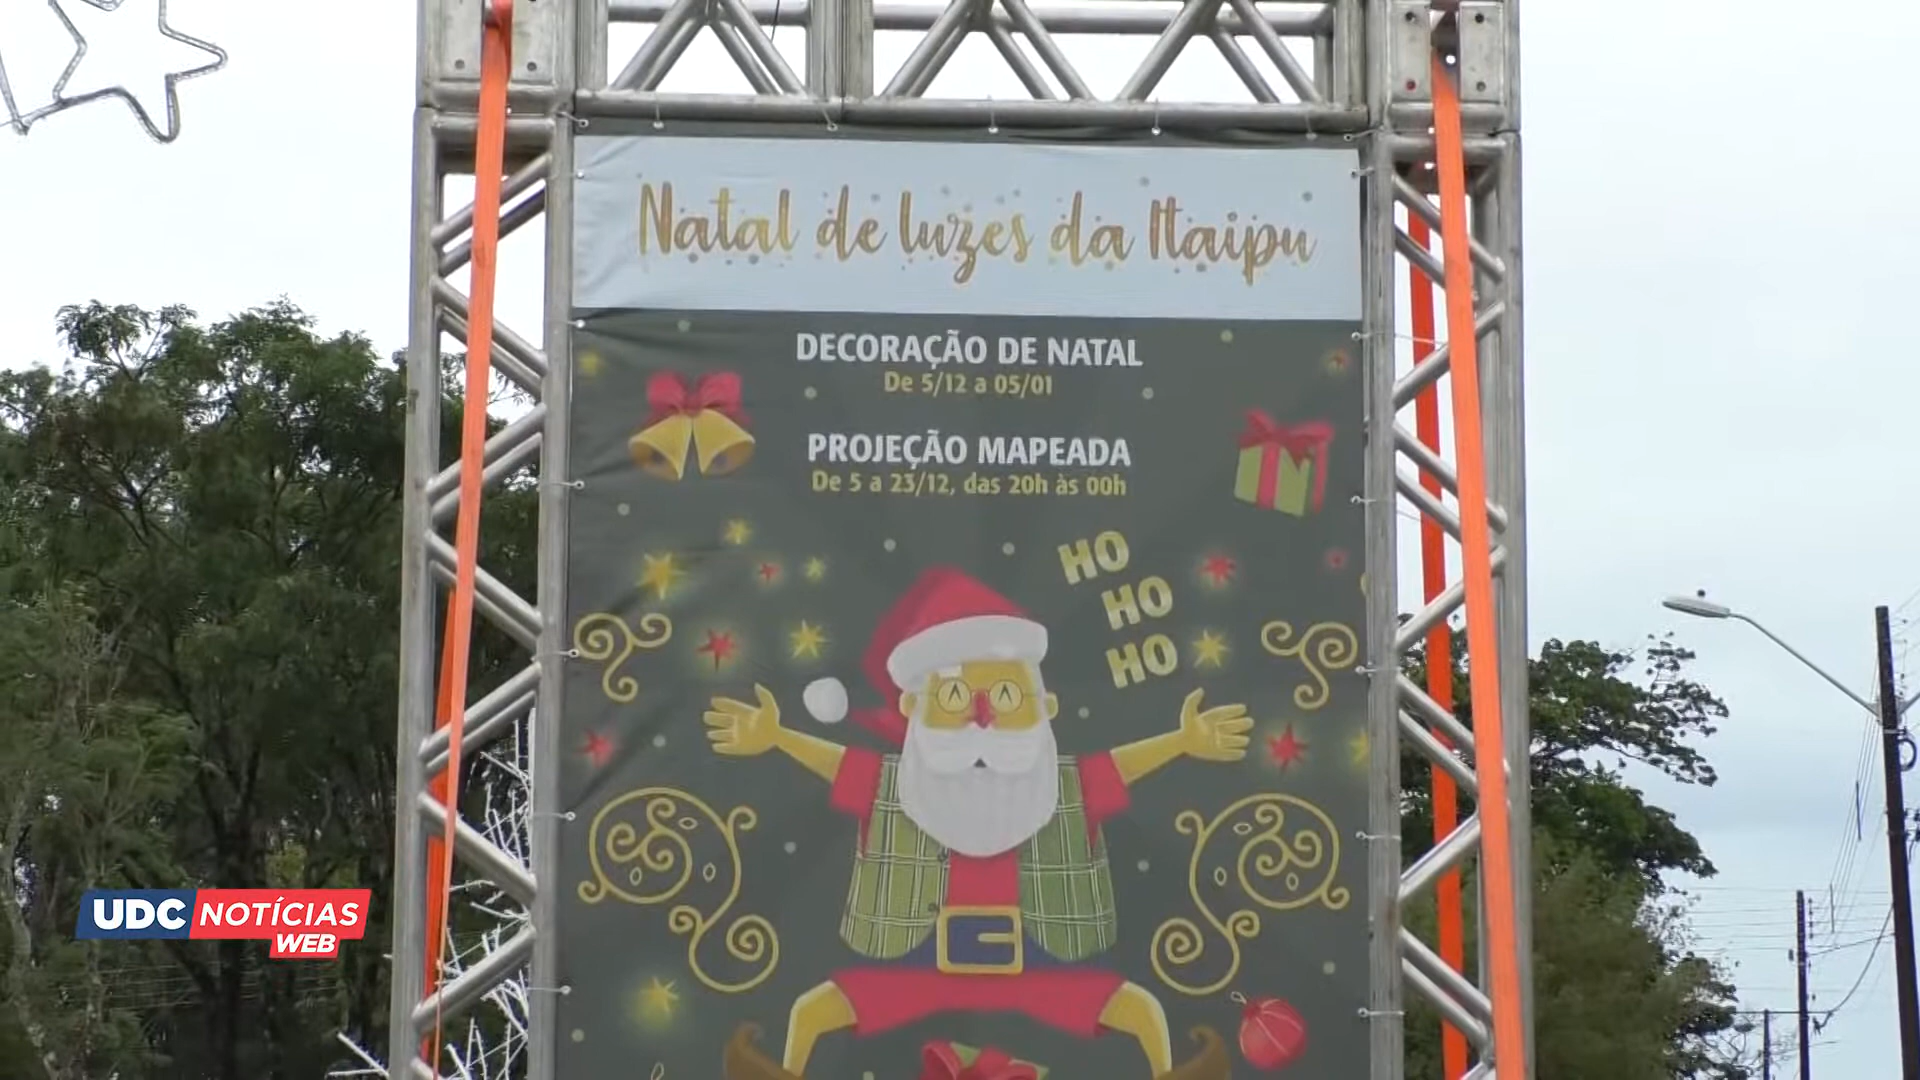 Natal de luzes da Itaipu
DECORAÇÃO DE NATAL
De 5/12 a 05/01
PROJEÇÃO MAPEADA
De 5 a 23/12, das 20h às 00h
HO
HO
HO
UDC NOTÍCIAS
WEB